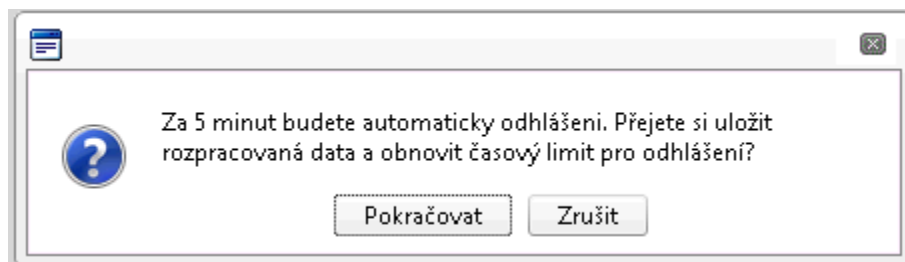 Za 5 minut budete automaticky odhlášeni. Přejete si uložit
rozpracovaná data a obnovit časový limit pro odhlášení?
Pokračovat
Zrušit